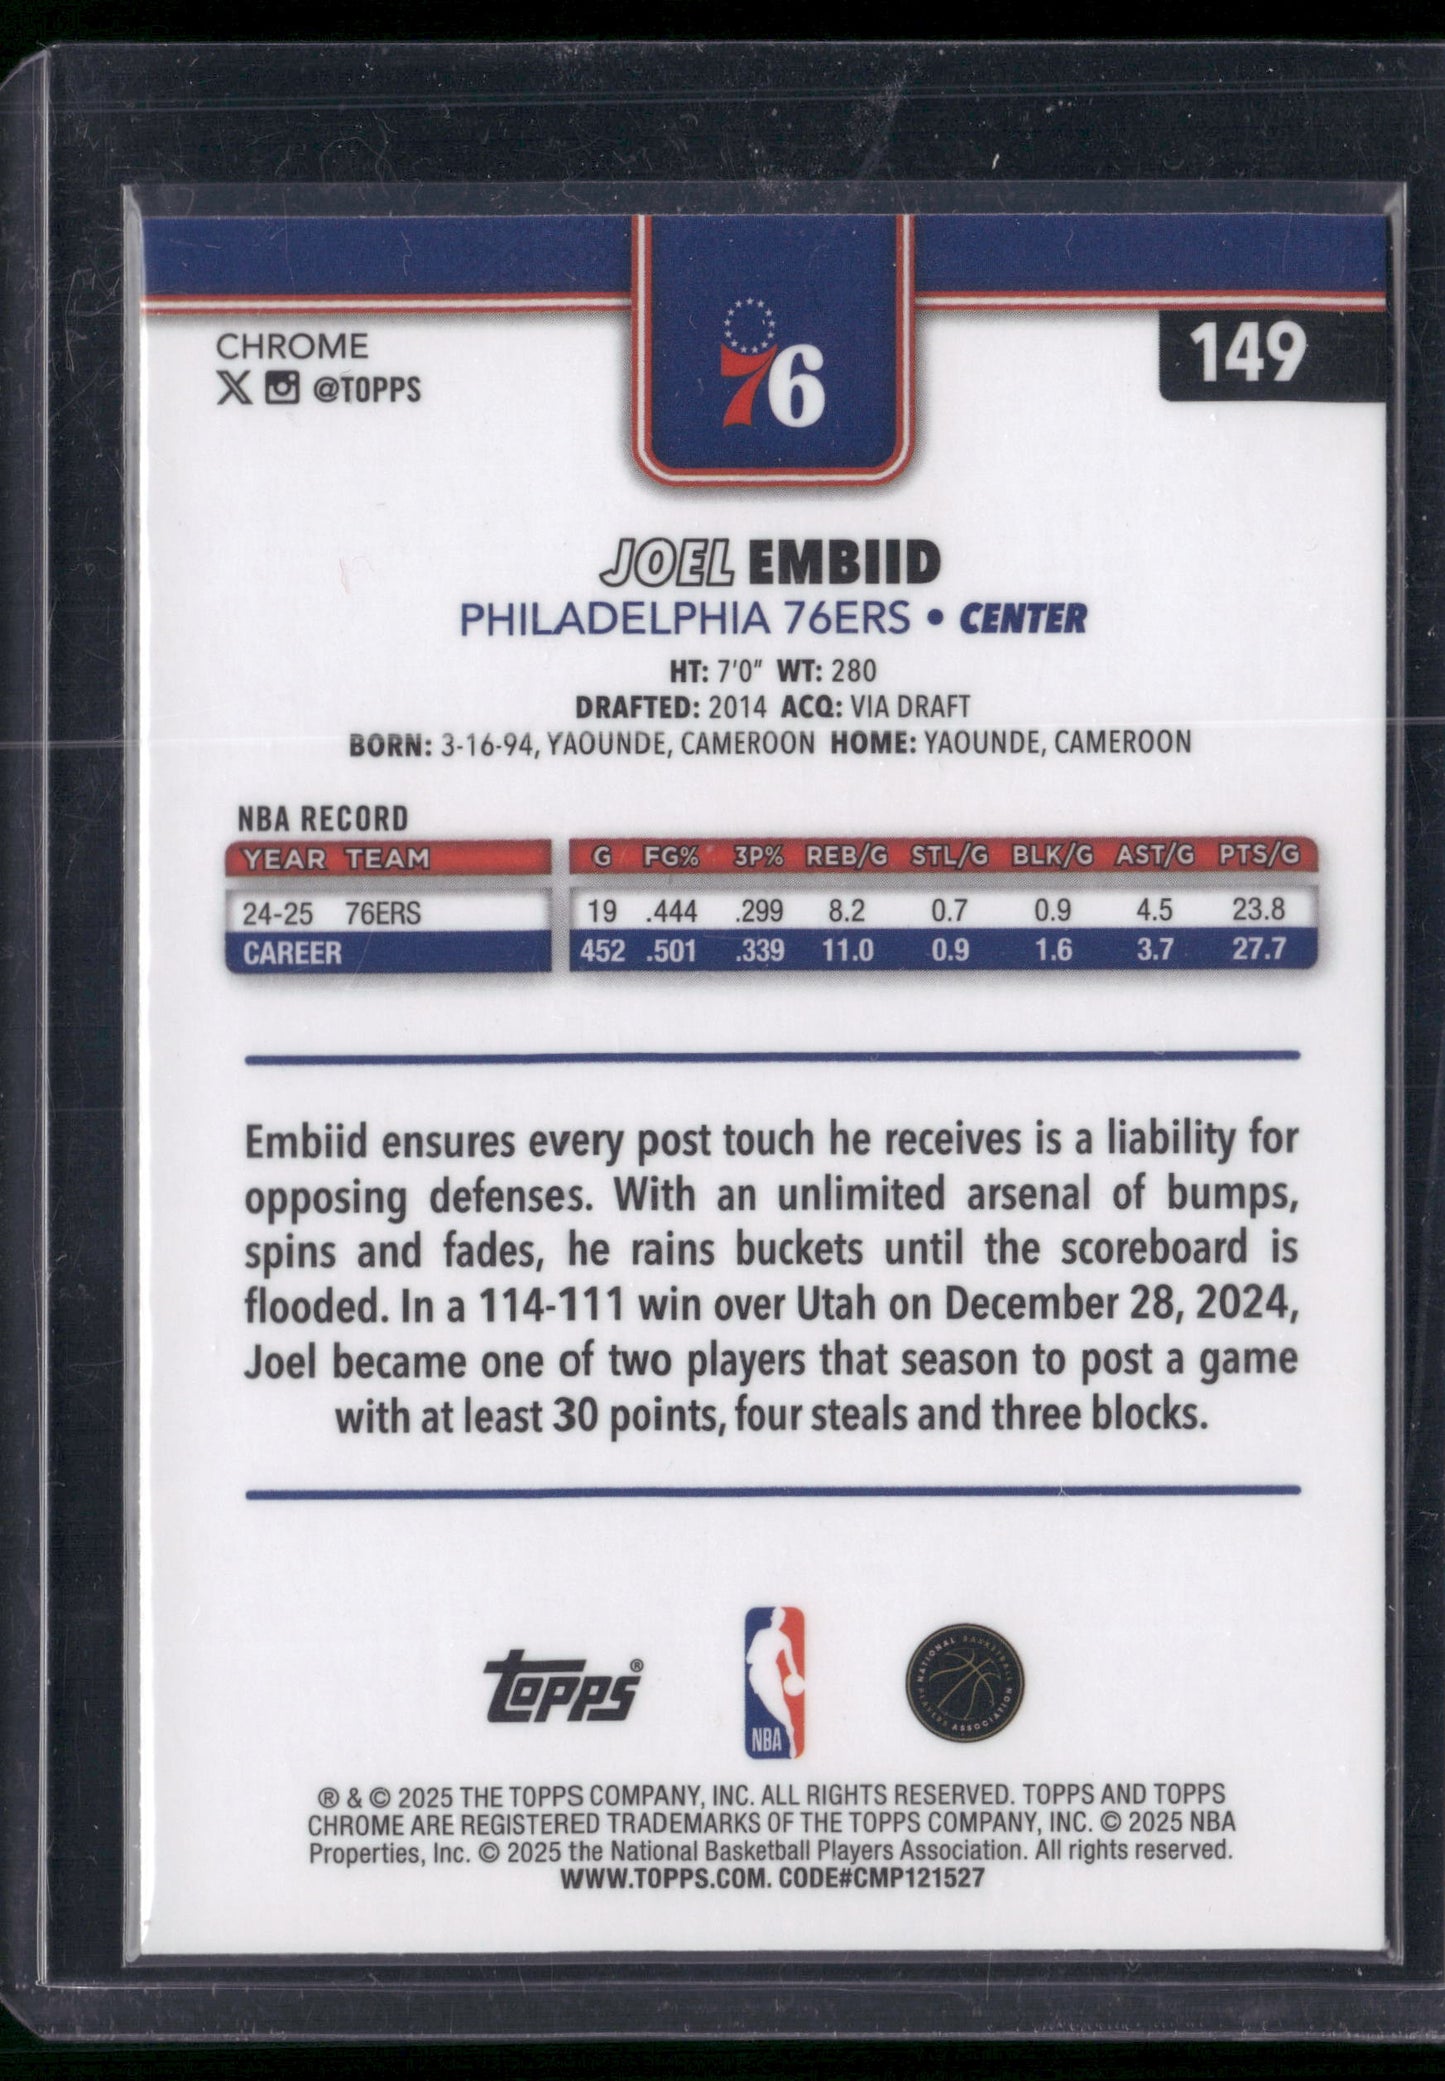 CHROME
@TOPPS
76
149
JOEL EMBIID
PHILADELPHIA 76ERS • CENTER
HT: 7'0" WT: 280
DRAFTED: 2014 ACQ: VIA DRAFT
BORN: 3-16-94, YAOUNDE, CAMEROON HOME: YAOUNDE, CAMEROON
NBA RECORD
YEAR TEAM G FG% 3P% REB/G STL/G BLK/G AST/G PTS/G
24-25 76ERS 19 .444 .299 8.2 0.7 0.9 4.5 23.8
CAREER 452 .501 .339 11.0 0.9 1.6 3.7 27.7
Embiid ensures every post touch he receives is a liability for
opposing defenses. With an unlimited arsenal of bumps,
spins and fades, he rains buckets until the scoreboard is
flooded. In a 114-111 win over Utah on December 28, 2024,
Joel became one of two players that season to post a game
with at least 30 points, four steals and three blocks.
TOPPS®
NBA
NATIONAL BASKETBALL
PLAYERS ASSOCIATION
® & © 2025 THE TOPPS COMPANY, INC. ALL RIGHTS RESERVED. TOPPS AND TOPPS
CHROME ARE REGISTERED TRADEMARKS OF THE TOPPS COMPANY, INC. © 2025 NBA
Properties, Inc. © 2025 the National Basketball Players Association. All rights reserved.
WWW.TOPPS.COM. CODE#CMP121527